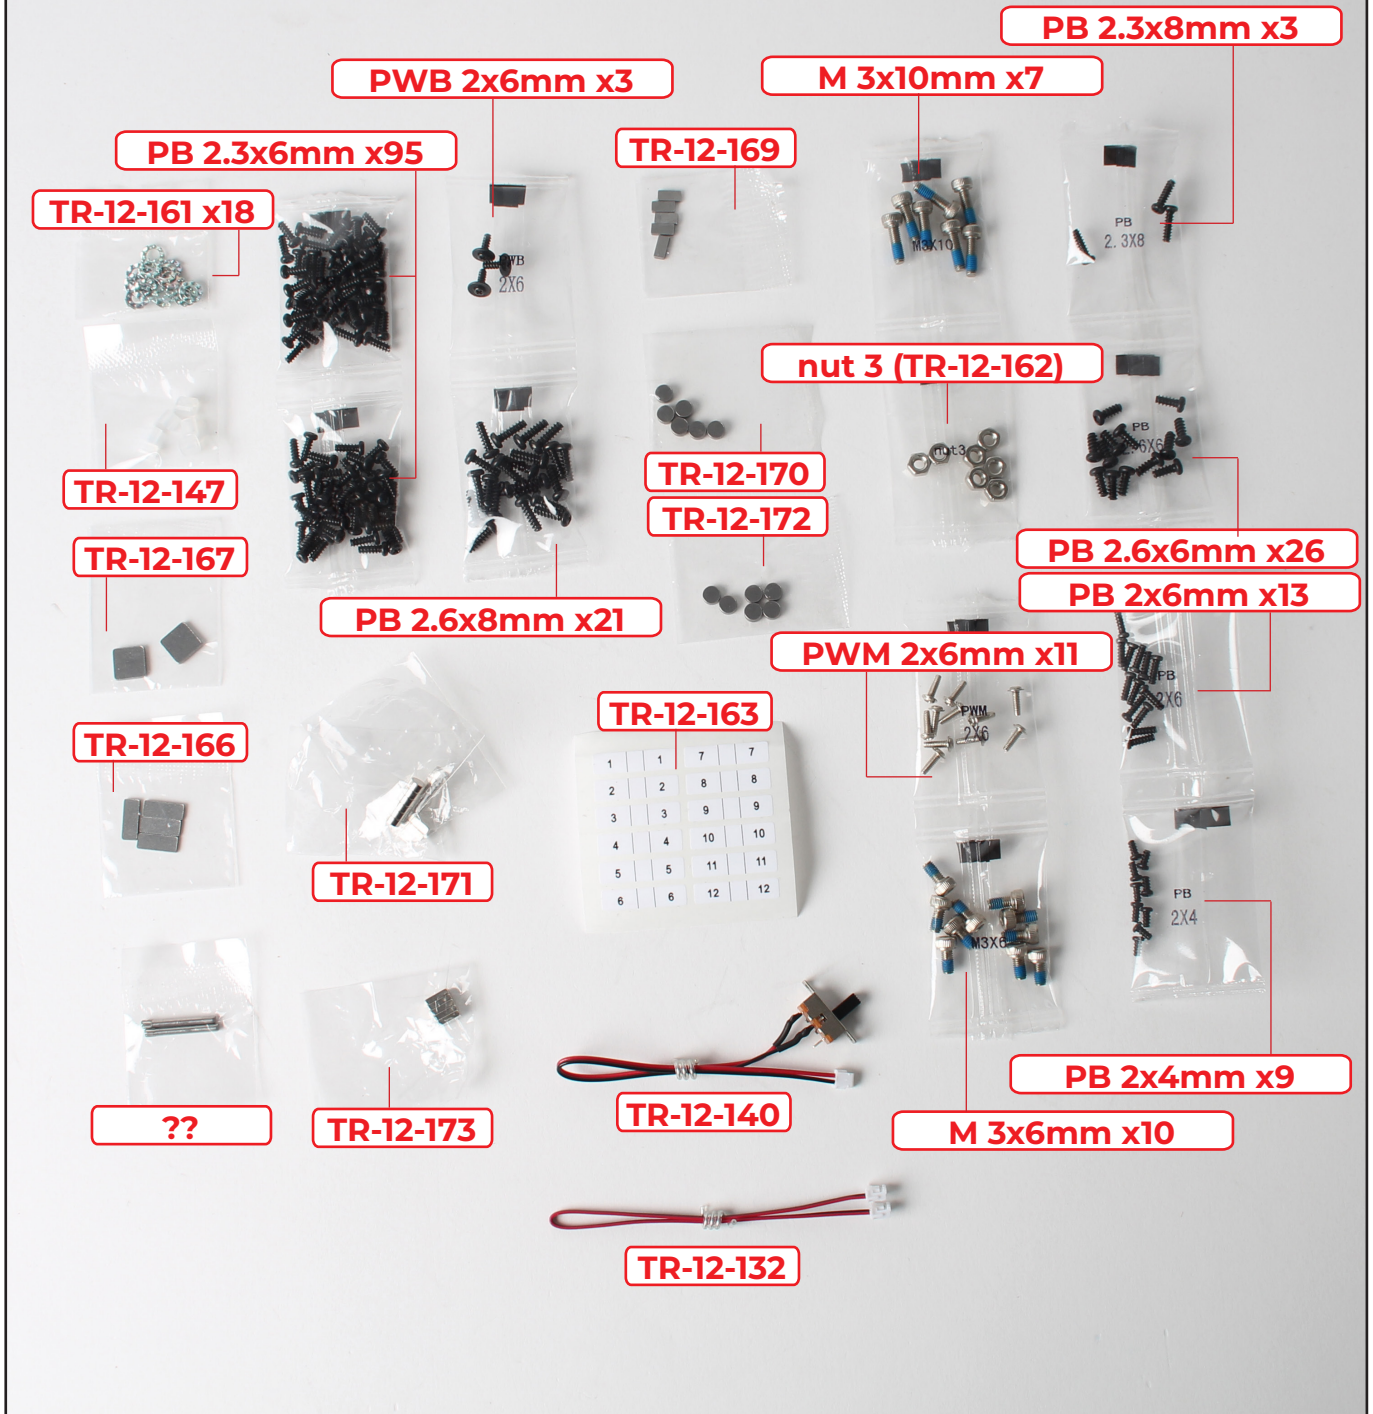 PB 2.3x8mm x3
PWB 2x6mm x3
M 3x10mm x7
PB 2.3x6mm x95
TR-12-169
TR-12-161 x18
PB
2.3X8
M3X10
WB
2X6
nut 3 (TR-12-162)
PB
2.6X6
nut3
TR-12-147
TR-12-170
TR-12-172
TR-12-167
PB 2.6x6mm x26
PB 2x6mm x13
PB 2.6x8mm x21
PWM 2x6mm x11
PB
2X6
PWM
2X6
TR-12-163
TR-12-166
1 1 7 7
2 2 8 8
3 3 9 9
4 4 10 10
5 5 11 11
6 6 12 12
TR-12-171
PB
2X4
M3X6
PB 2x4mm x9
TR-12-140
M 3x6mm x10
??
TR-12-173
TR-12-132